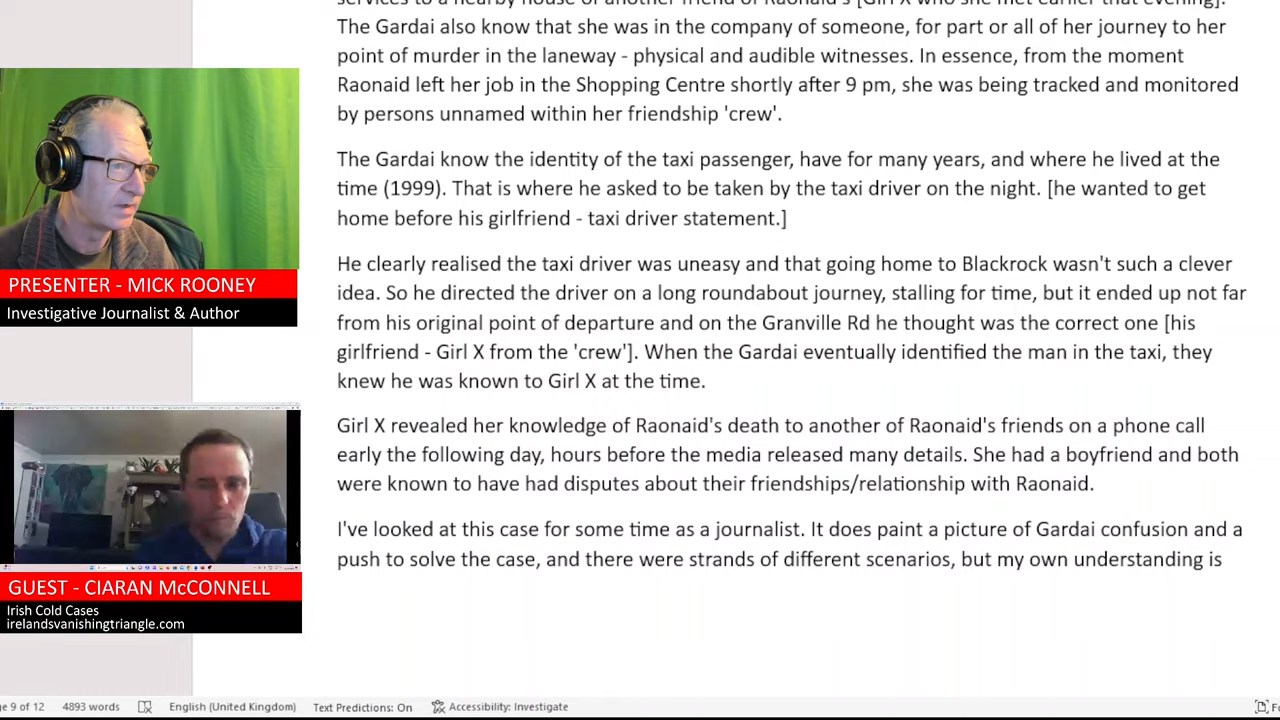 services to a nearby house of another friend of Raonaid's [Girl X who she met earlier that evening].
The Gardai also know that she was in the company of someone, for part or all of her journey to her
point of murder in the laneway - physical and audible witnesses. In essence, from the moment
Raonaid left her job in the Shopping Centre shortly after 9 pm, she was being tracked and monitored
by persons unnamed within her friendship 'crew'.
The Gardai know the identity of the taxi passenger, have for many years, and where he lived at the
time (1999). That is where he asked to be taken by the taxi driver on the night. [he wanted to get
home before his girlfriend - taxi driver statement.]
He clearly realised the taxi driver was uneasy and that going home to Blackrock wasn't such a clever
idea. So he directed the driver on a long roundabout journey, stalling for time, but it ended up not far
from his original point of departure and on the Granville Rd he thought was the correct one [his
girlfriend - Girl X from the 'crew']. When the Gardai eventually identified the man in the taxi, they
knew he was known to Girl X at the time.
Girl X revealed her knowledge of Raonaid's death to another of Raonaid's friends on a phone call
early the following day, hours before the media released many details. She had a boyfriend and both
were known to have had disputes about their friendships/relationship with Raonaid.
I've looked at this case for some time as a journalist. It does paint a picture of Gardai confusion and a
push to solve the case, and there were strands of different scenarios, but my own understanding is
PRESENTER - MICK ROONEY
Investigative Journalist & Author
GUEST - CIARAN McCONNELL
Irish Cold Cases
irelandsvanishingtriangle.com
e 9 of 12 4893 words English (United Kingdom) Text Predictions: On Accessibility: Investigate